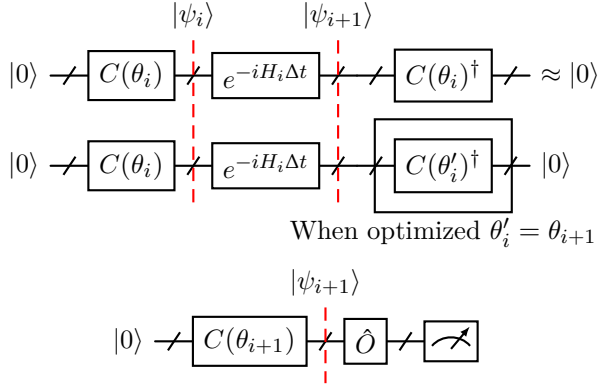 |ψ_i⟩ |ψ_{i+1}⟩
|0⟩ C(θ_i) e^{-iH_iΔt} C(θ_i)^† ≈ |0⟩
|0⟩ C(θ_i) e^{-iH_iΔt} C(θ′_i)^† |0⟩
When optimized θ′_i = θ_{i+1}
|ψ_{i+1}⟩
|0⟩ C(θ_{i+1}) Ô